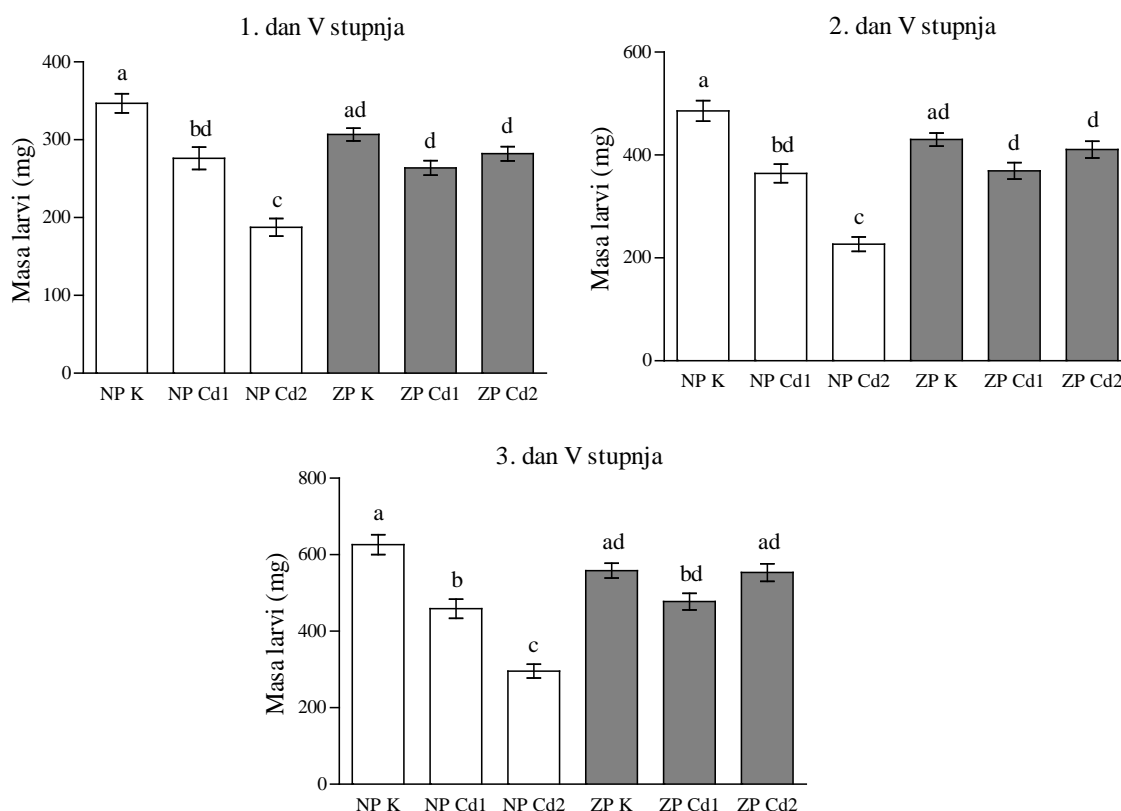 1. dan V stupnja
Masa larvi (mg)
400
300
200
100
0
a
bd
c
ad
d
d
NP K NP Cd1 NP Cd2 ZP K ZP Cd1 ZP Cd2
2. dan V stupnja
Masa larvi (mg)
600
400
200
0
a
bd
c
ad
d
d
NP K NP Cd1 NP Cd2 ZP K ZP Cd1 ZP Cd2
3. dan V stupnja
Masa larvi (mg)
800
600
400
200
0
a
b
c
ad
bd
ad
NP K NP Cd1 NP Cd2 ZP K ZP Cd1 ZP Cd2